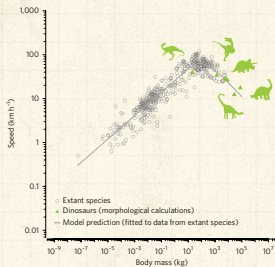 1,000
100
10
1
0.1
0.01
Speed (km h⁻¹)
Extant species
Dinosaurs (morphological calculations)
Model prediction (fitted to data from extant species)
10⁻⁹ 10⁻⁷ 10⁻⁵ 10⁻³ 10⁻¹ 10¹ 10³ 10⁵ 10⁷
Body mass (kg)